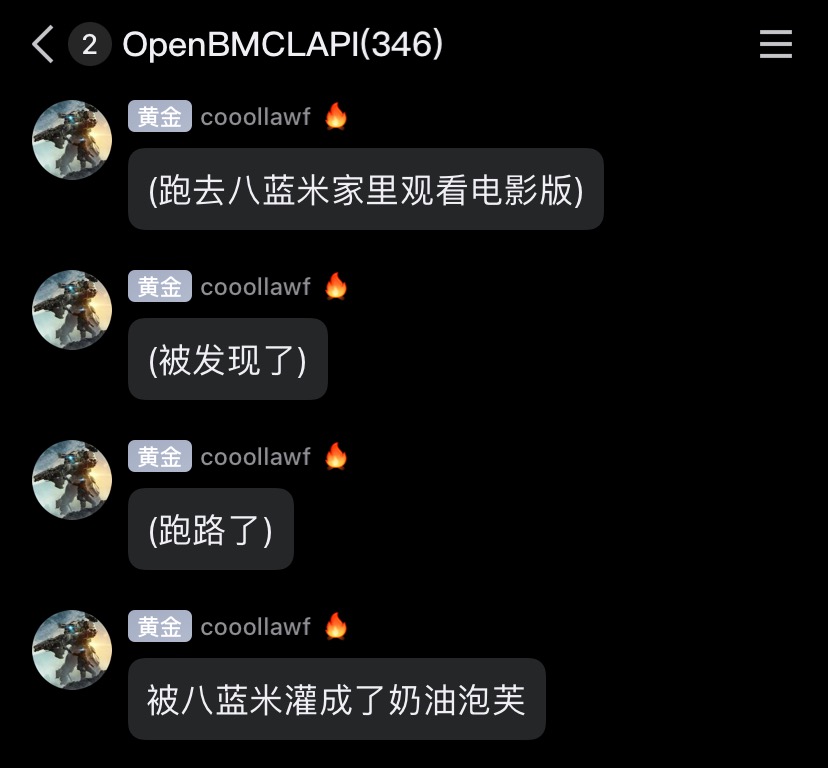 2 OpenBMCLAPI(346)
黄金 cooollawf 🔥
(跑去八蓝米家里观看电影版)
黄金 cooollawf 🔥
(被发现了)
黄金 cooollawf 🔥
(跑路了)
黄金 cooollawf 🔥
被八蓝米灌成了奶油泡芙